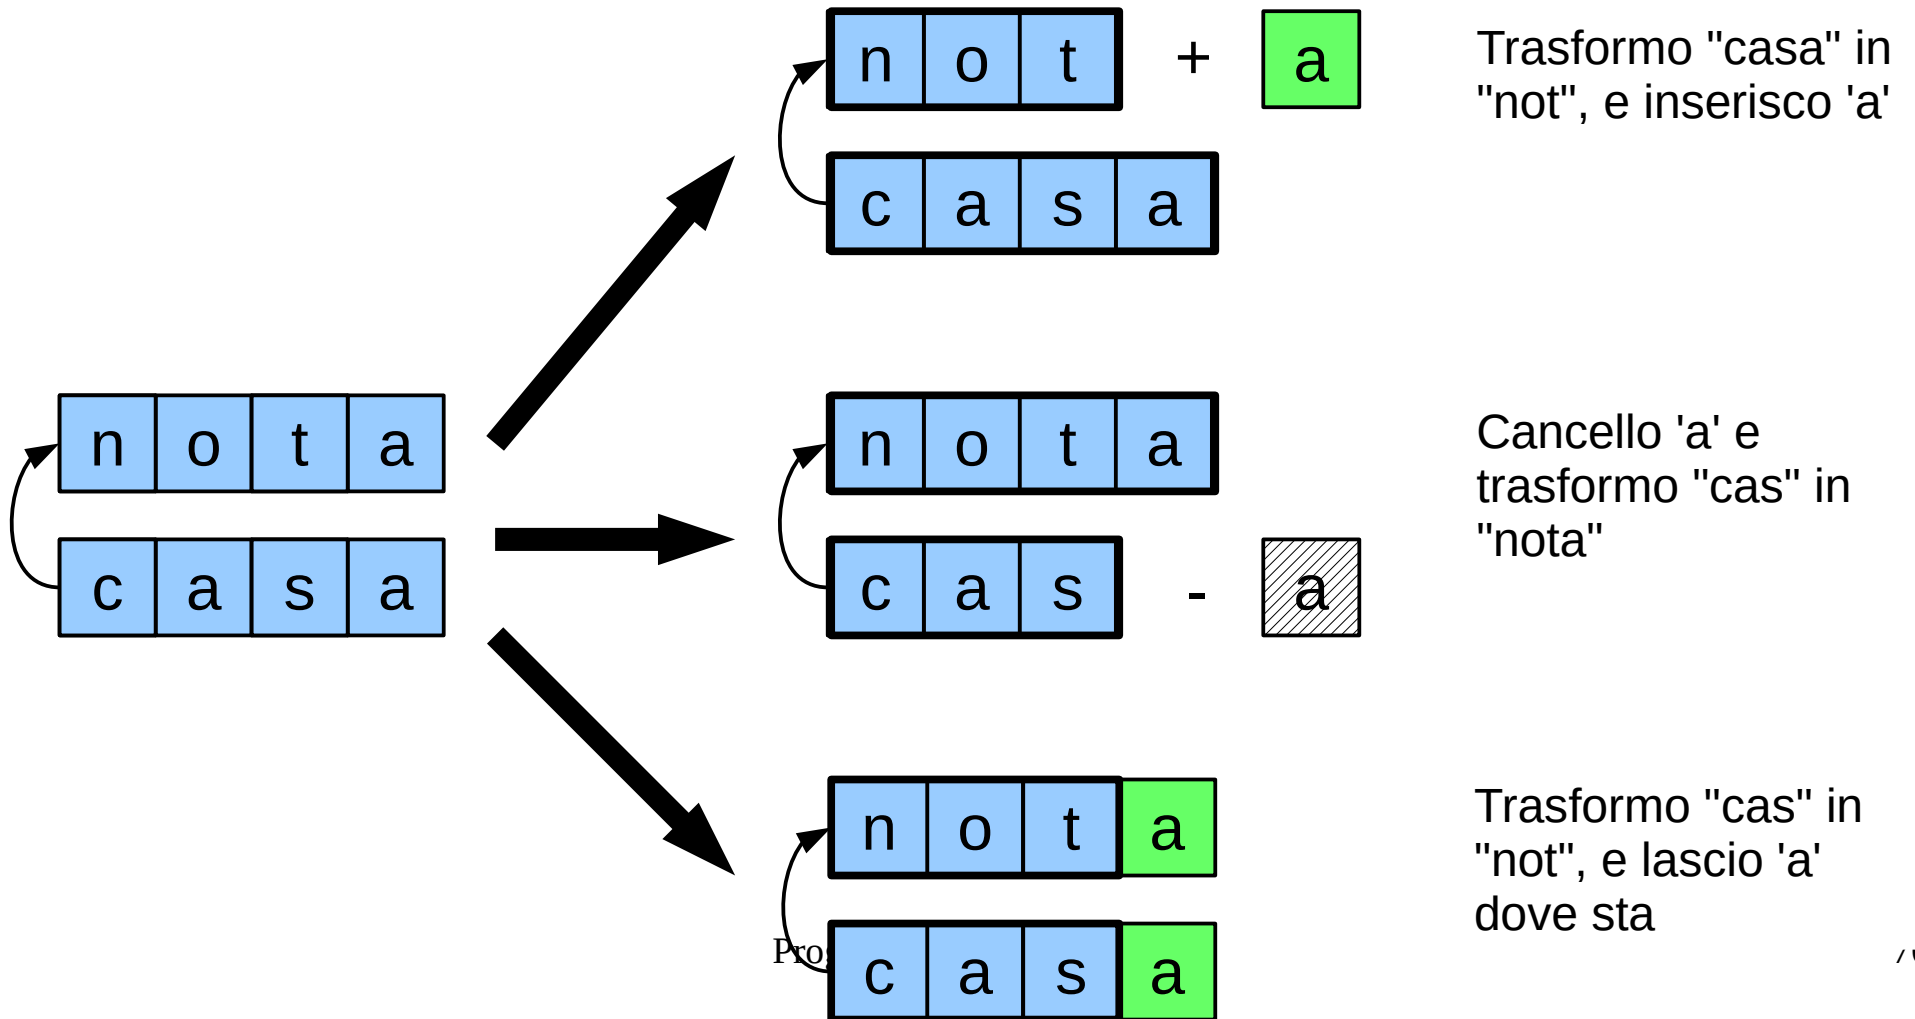 n o t + a
Trasformo "casa" in
"not", e inserisco 'a'
c a s a
n o t a
c a s a
n o t a
c a s - a
Cancello 'a' e
trasformo "cas" in
"nota"
n o t a
c a s a
Trasformo "cas" in
"not", e lascio 'a'
dove sta